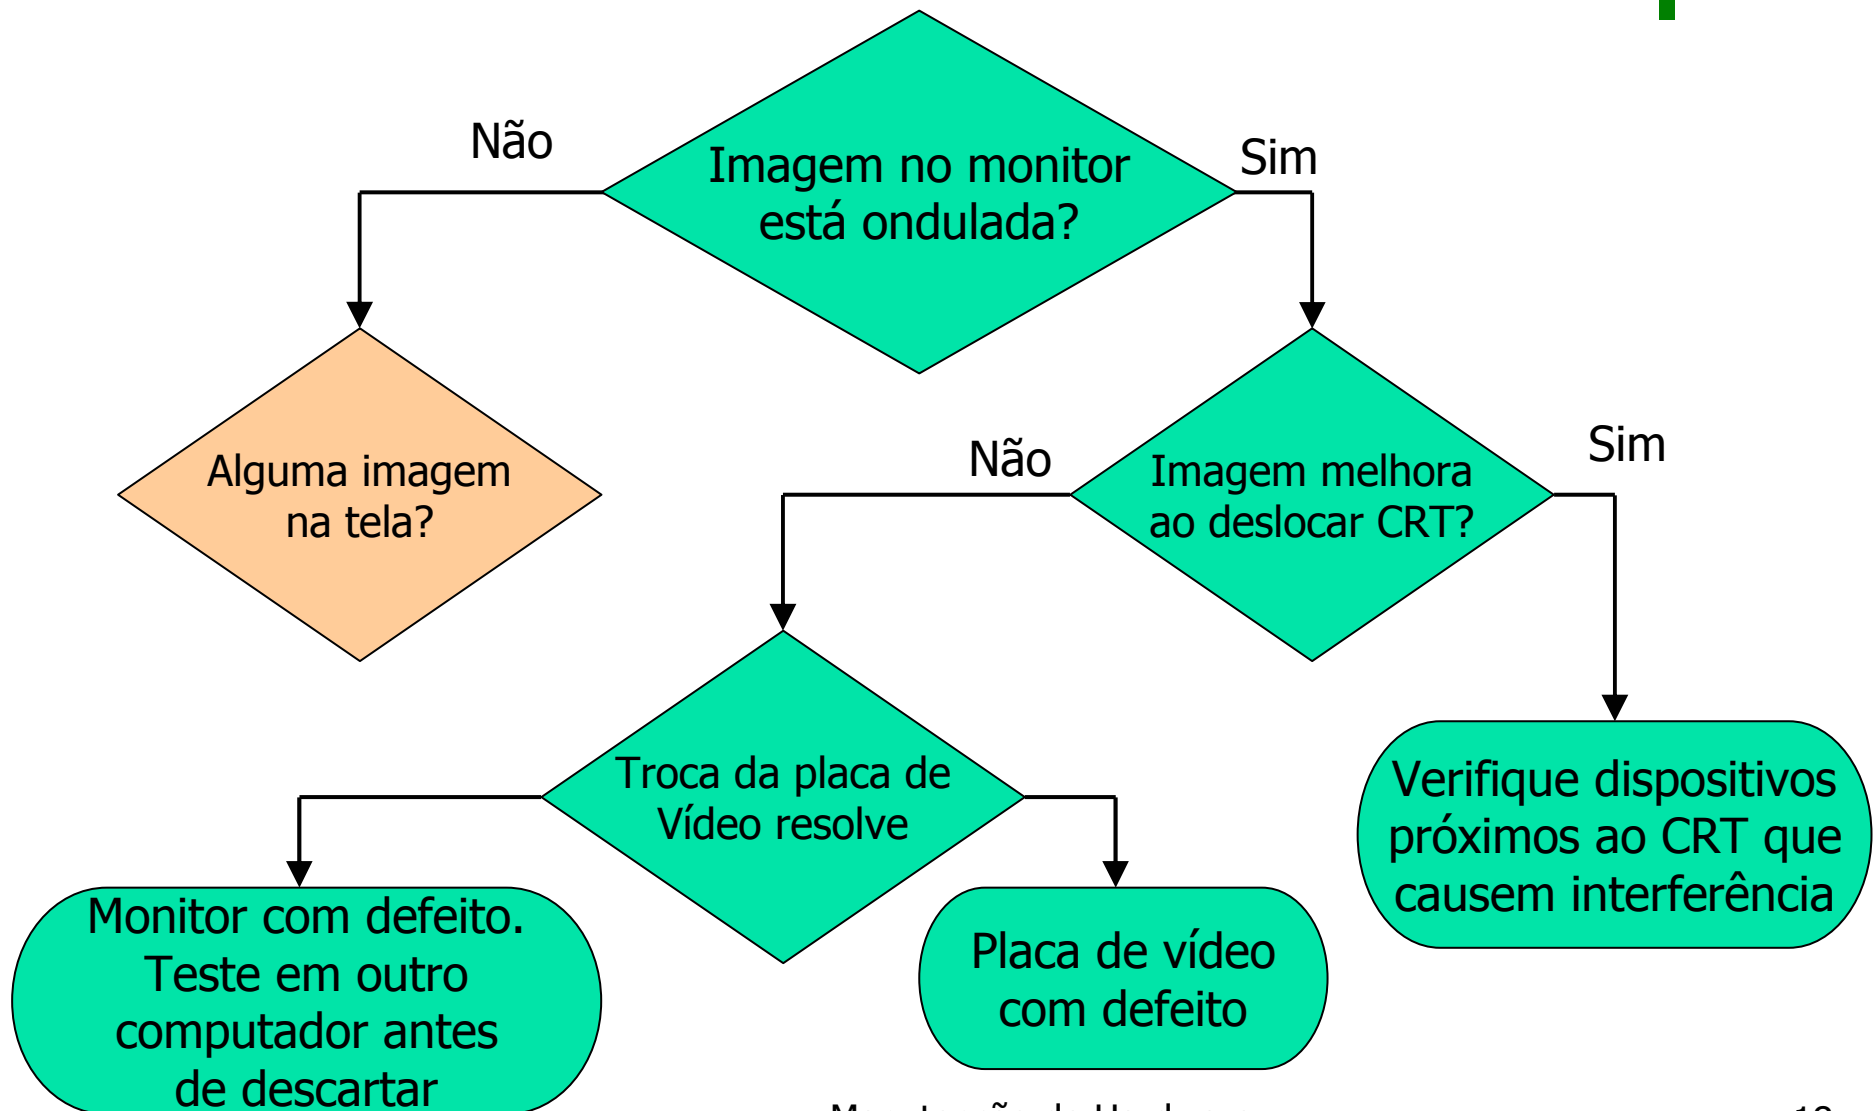 Não
Imagem no monitor
está ondulada?
Sim
Alguma imagem
na tela?
Não
Imagem melhora
ao deslocar CRT?
Sim
Troca da placa de
Vídeo resolve
Verifique dispositivos
próximos ao CRT que
causem interferência
Monitor com defeito.
Teste em outro
computador antes
de descartar
Placa de vídeo
com defeito